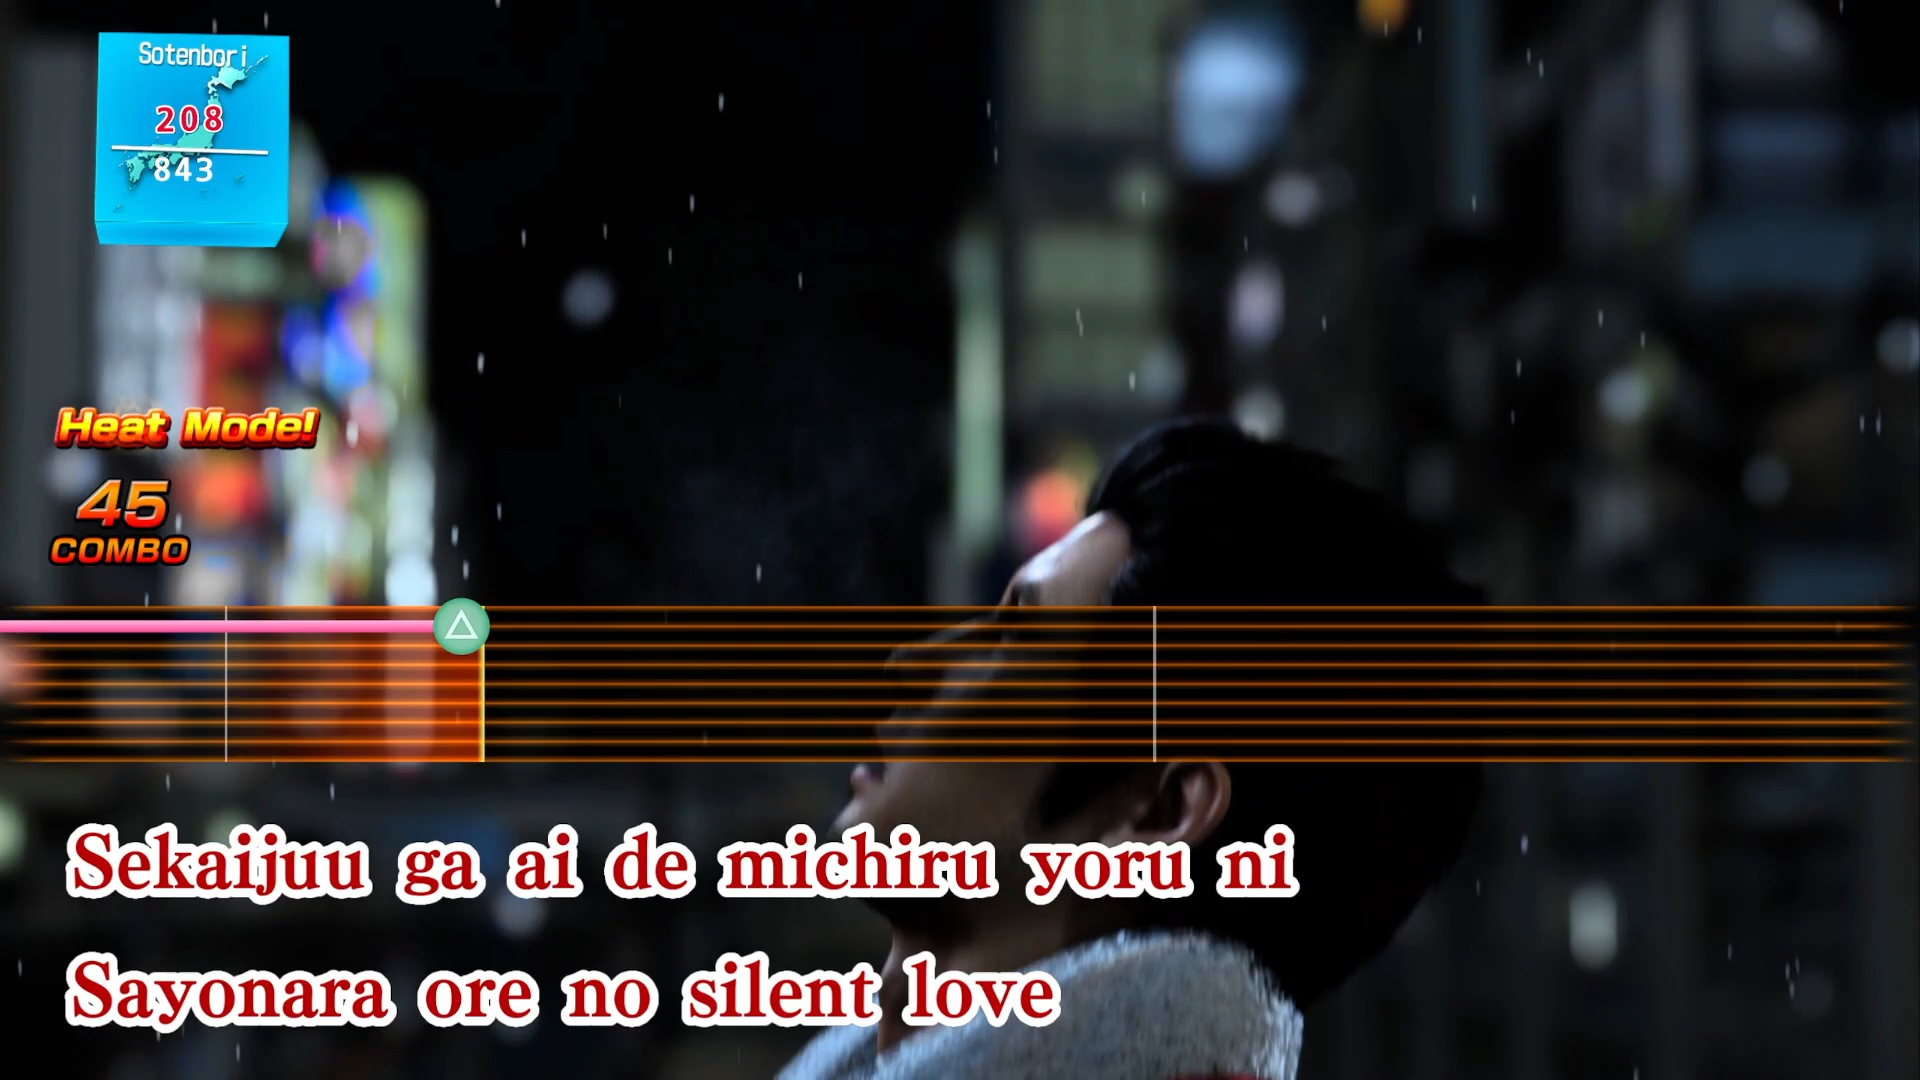 Sotenbori
208
843
Heat Mode!
45
COMBO
Sekaijuu ga ai de michiru yoru ni
Sayonara ore no silent love